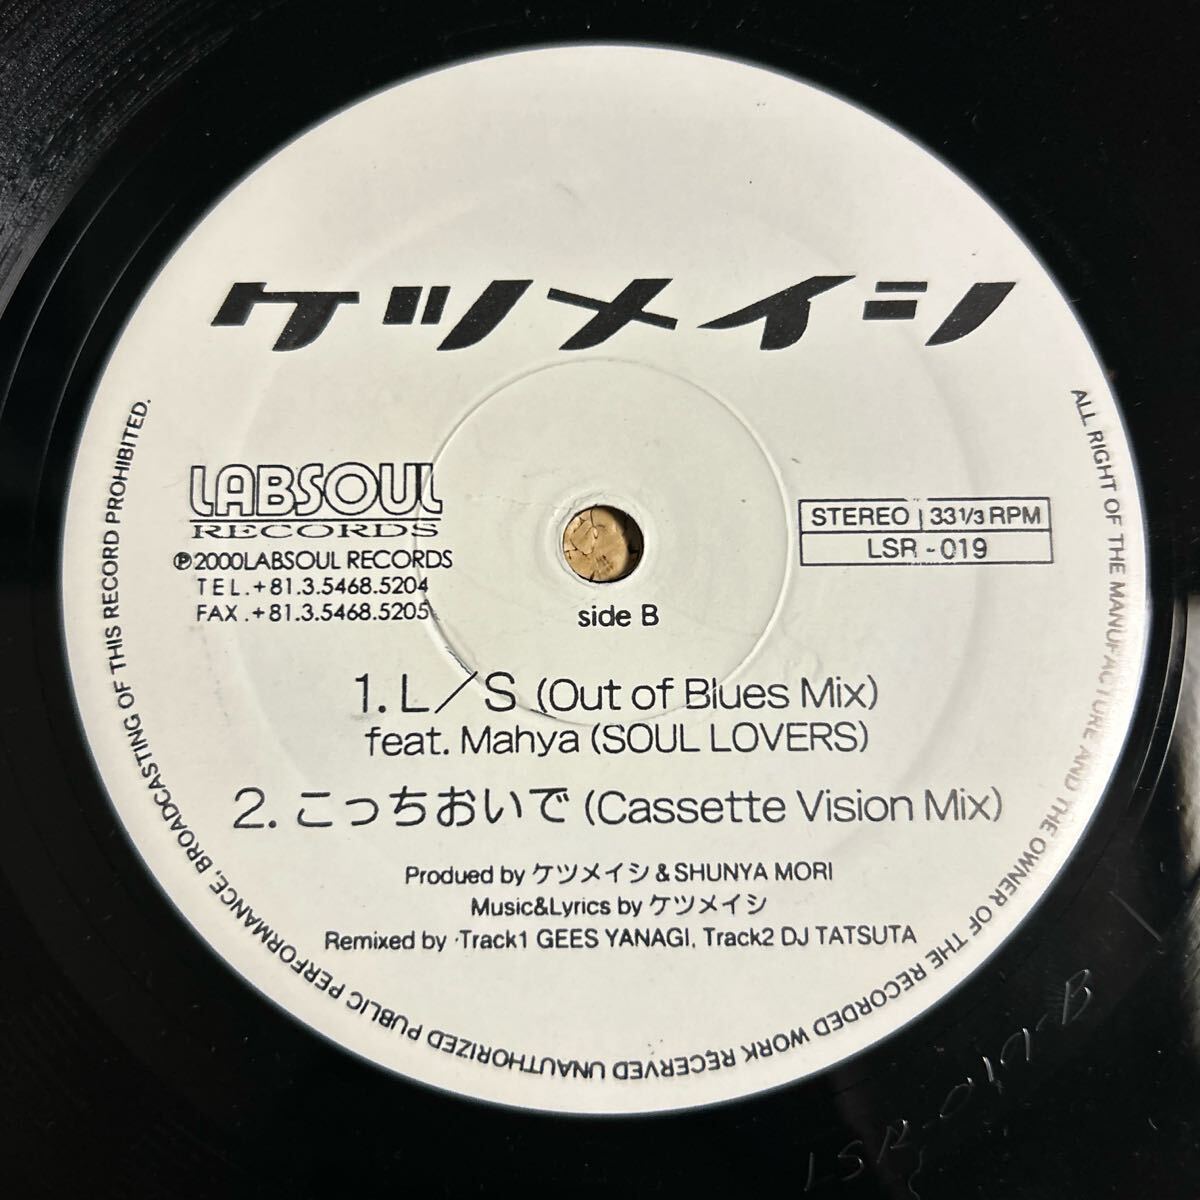 ケツメイシ
LABSOUL
RECORDS
℗2000LABSOUL RECORDS
TEL.+81.3.5468.5204
FAX.+81.3.5468.5205
STEREO 33 1/3 RPM
LSR-019
side B
1. L／S (Out of Blues Mix)
feat. Mahya (SOUL LOVERS)
2. こっちおいで (Cassette Vision Mix)
Produed by ケツメイシ & SHUNYA MORI
Music&Lyrics by ケツメイシ
Remixed by ·Track1 GEES YANAGI, Track2 DJ TATSUTA
ALL RIGHT OF THE MANUFACTURE AND THE OWNER OF THE RECORDED WORK RECERVED UNAUTHORIZED PUBLIC PERFORMANCE, BROADCASTING OF THIS RECORD PROHIBITED.